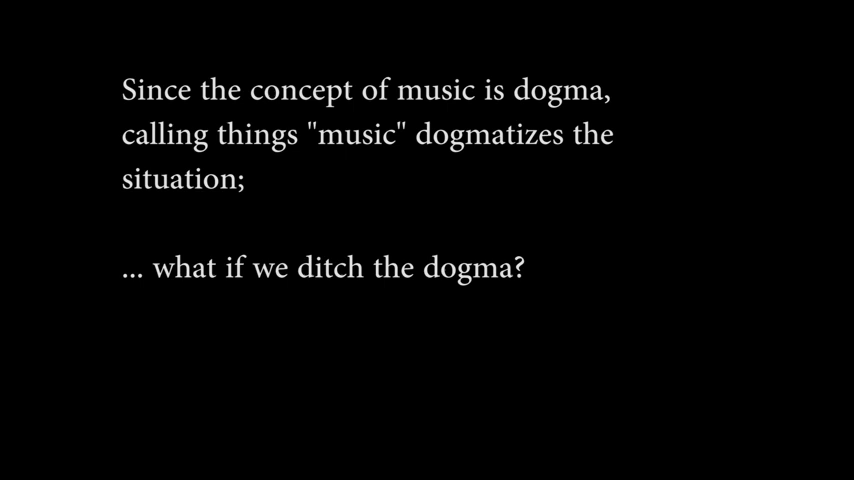 Since the concept of music is dogma,
calling things "music" dogmatizes the
situation;
... what if we ditch the dogma?